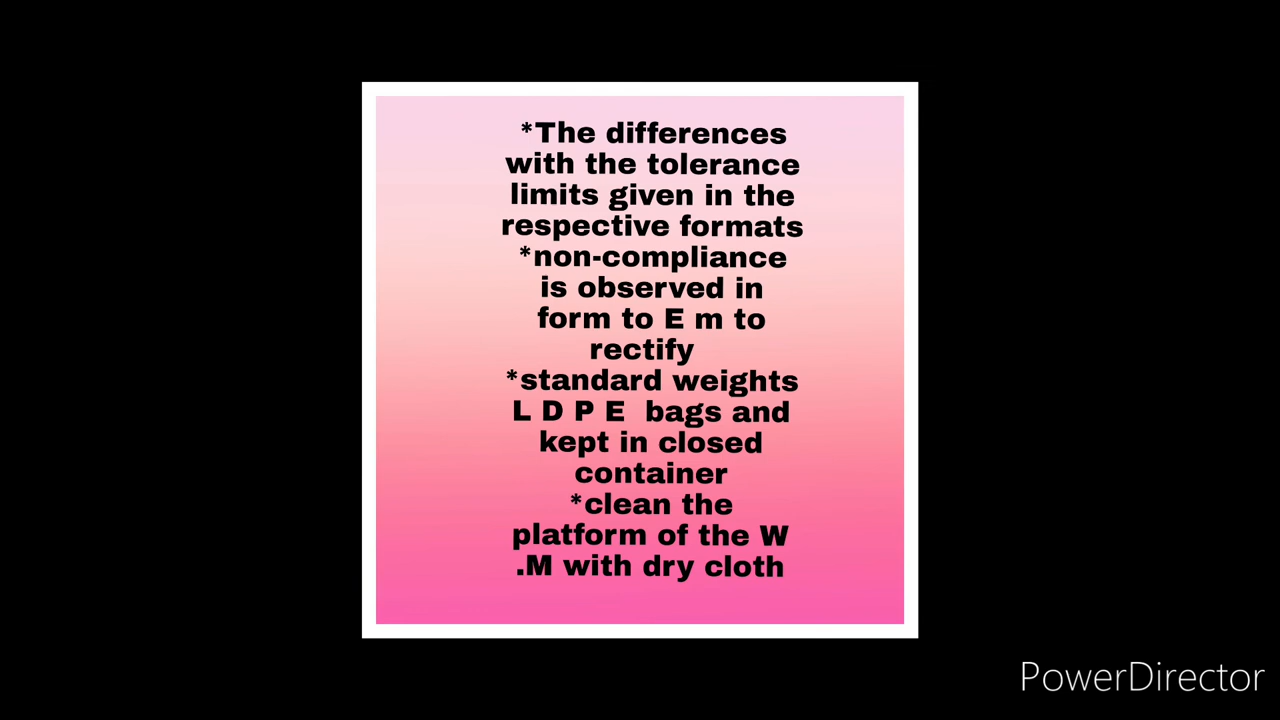 *The differences
with the tolerance
limits given in the
respective formats
*non-compliance
is observed in
form to E m to
rectify
*standard weights
L D P E  bags and
kept in closed
container
*clean the
platform of the W
.M with dry cloth
PowerDirector